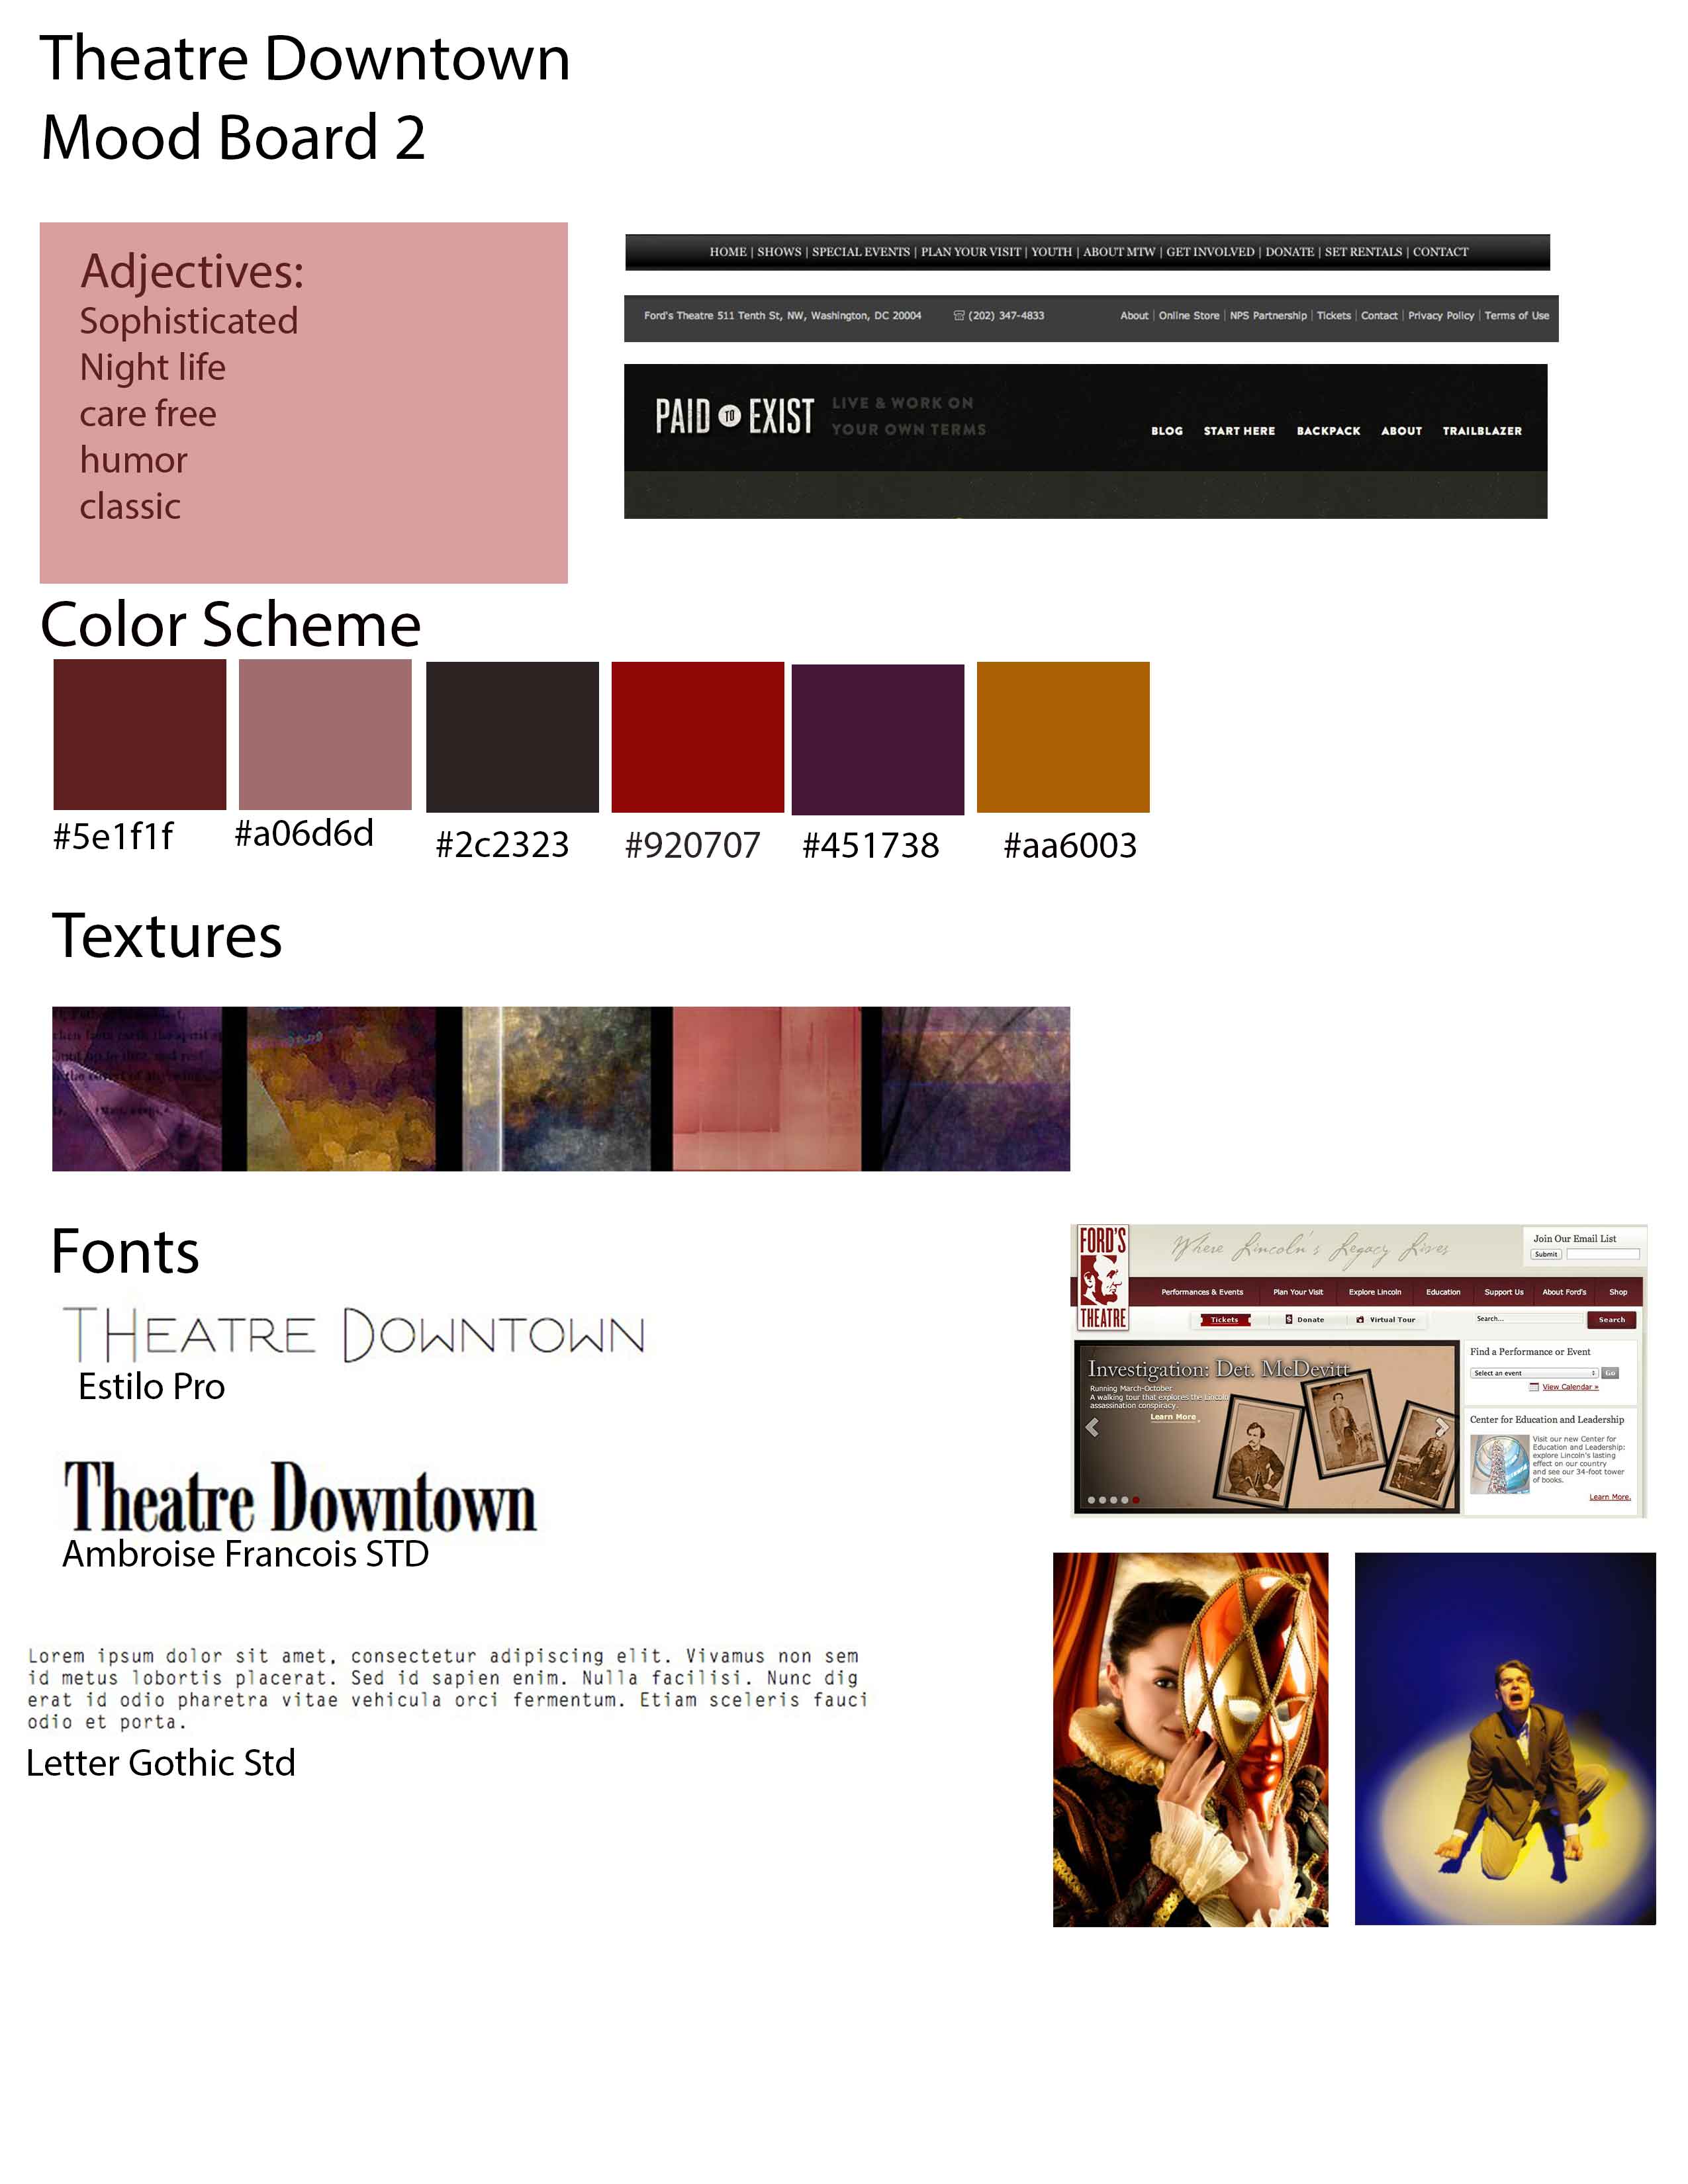 Theatre Downtown
Mood Board 2
Adjectives:
Sophisticated
Night life
care free
humor
classic
HOME | SHOWS | SPECIAL EVENTS | PLAN YOUR VISIT | YOUTH | ABOUT MTW | GET INVOLVED | DONATE | SET RENTALS | CONTACT
Ford's Theatre 511 Tenth St, NW, Washington, DC 20004 (202) 347-4833 About | Online Store | NPS Partnership | Tickets | Contact | Privacy Policy | Terms of Use
PAID TO EXIST
LIVE & WORK ON
YOUR OWN TERMS
BLOG START HERE BACKPACK ABOUT TRAILBLAZER
Color Scheme
#5e1f1f #a06d6d #2c2323 #920707 #451738 #aa6003
Textures
Fonts
THEATRE DOWNTOWN
Estilo Pro
Theatre Downtown
Ambroise Francois STD
Lorem ipsum dolor sit amet, consectetur adipiscing elit. Vivamus non sem
id metus lobortis placerat. Sed id sapien enim. Nulla facilisi. Nunc dig
erat id odio pharetra vitae vehicula orci fermentum. Etiam sceleris fauci
odio et porta.
Letter Gothic Std
FORD'S
THEATRE
Where Lincoln's Legacy Lives
Join Our Email List
Submit
Performances & Events Plan Your Visit Explore Lincoln Education Support Us About Ford's Shop
Tickets Donate Virtual Tour Search... Search
Investigation: Det. McDevitt
Running March-October
A walking tour that explores the Lincoln
assassination conspiracy.
Learn More
Find a Performance or Event
Select an event Go
View Calendar »
Center for Education and Leadership
Visit our new Center for
Education and Leadership:
explore Lincoln's lasting
effect on our country
and see our 34-foot tower
of books.
Learn More.